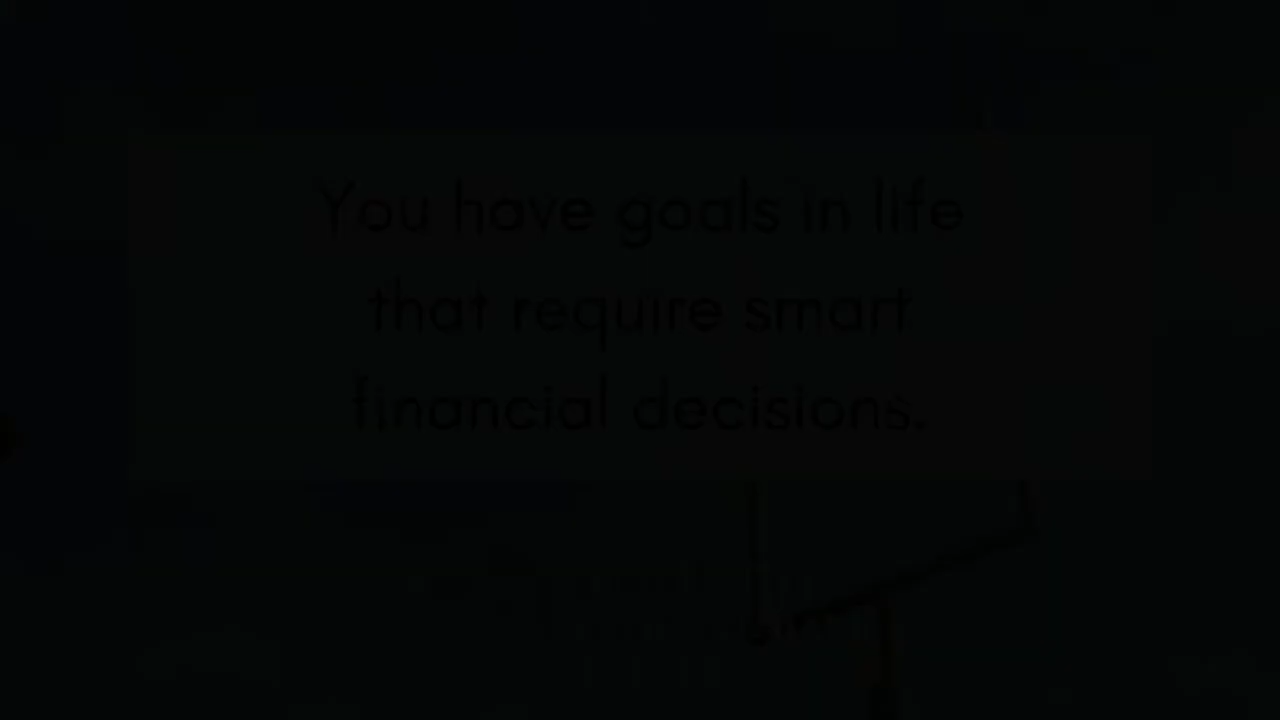 You have goals in life
that require smart
financial decisions.